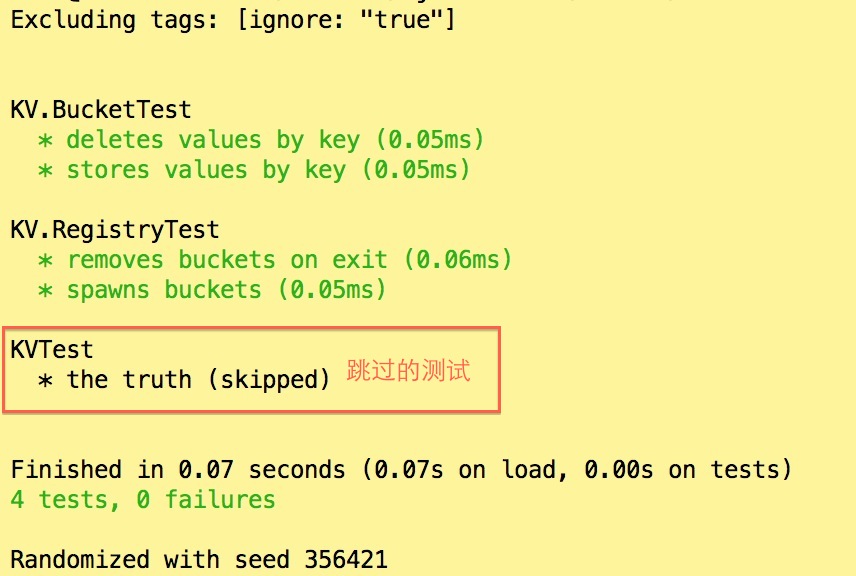 Excluding tags: [ignore: "true"]
KV.BucketTest
* deletes values by key (0.05ms)
* stores values by key (0.05ms)
KV.RegistryTest
* removes buckets on exit (0.06ms)
* spawns buckets (0.05ms)
KVTest
* the truth (skipped) 跳过的测试
Finished in 0.07 seconds (0.07s on load, 0.00s on tests)
4 tests, 0 failures
Randomized with seed 356421